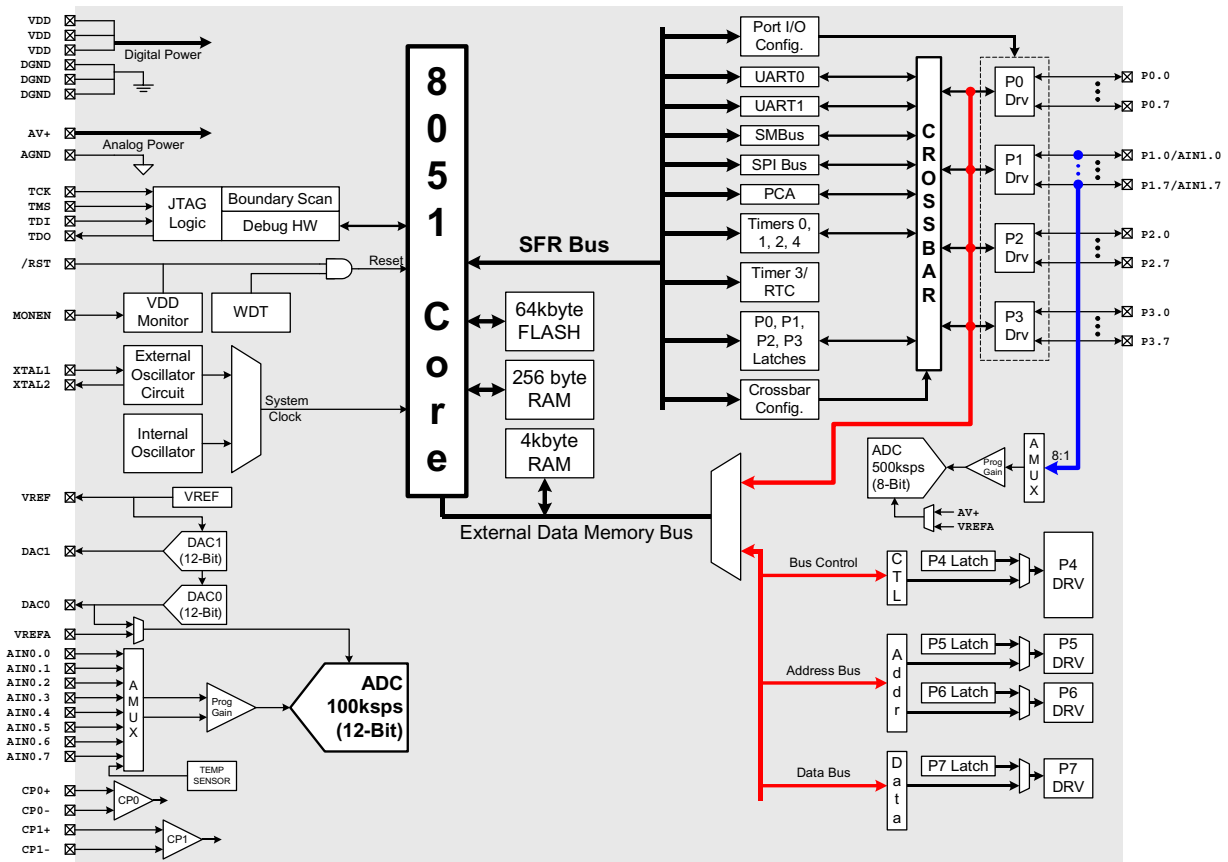 VDD
VDD
VDD
Digital Power
DGND
DGND
DGND
AV+
Analog Power
AGND
TCK
TMS
TDI
TDO
JTAG
Logic
Boundary Scan
Debug HW
/RST
Reset
MONEN
VDD
Monitor
WDT
XTAL1
XTAL2
External
Oscillator
Circuit
Internal
Oscillator
System
Clock
VREF
VREF
DAC1
DAC1
(12-Bit)
DAC0
DAC0
(12-Bit)
VREFA
AIN0.0
AIN0.1
AIN0.2
AIN0.3
AIN0.4
AIN0.5
AIN0.6
AIN0.7
A
M
U
X
Prog
Gain
ADC
100ksps
(12-Bit)
TEMP
SENSOR
CP0+
CP0-
CP0
CP1+
CP1-
CP1
8
0
5
1
C
o
r
e
SFR Bus
64kbyte
FLASH
256 byte
RAM
4kbyte
RAM
External Data Memory Bus
Port I/O
Config.
UART0
UART1
SMBus
SPI Bus
PCA
Timers 0,
1, 2, 4
Timer 3/
RTC
P0, P1,
P2, P3
Latches
Crossbar
Config.
C
R
O
S
S
B
A
R
P0
Drv
P1
Drv
P2
Drv
P3
Drv
P0.0
P0.7
P1.0/AIN1.0
P1.7/AIN1.7
P2.0
P2.7
P3.0
P3.7
ADC
500ksps
(8-Bit)
Prog
Gain
A
M
U
X
8:1
AV+
VREFA
Bus Control
C
T
L
P4 Latch
P4
DRV
Address Bus
A
d
d
r
P5 Latch
P5
DRV
P6 Latch
P6
DRV
Data Bus
D
a
t
a
P7 Latch
P7
DRV